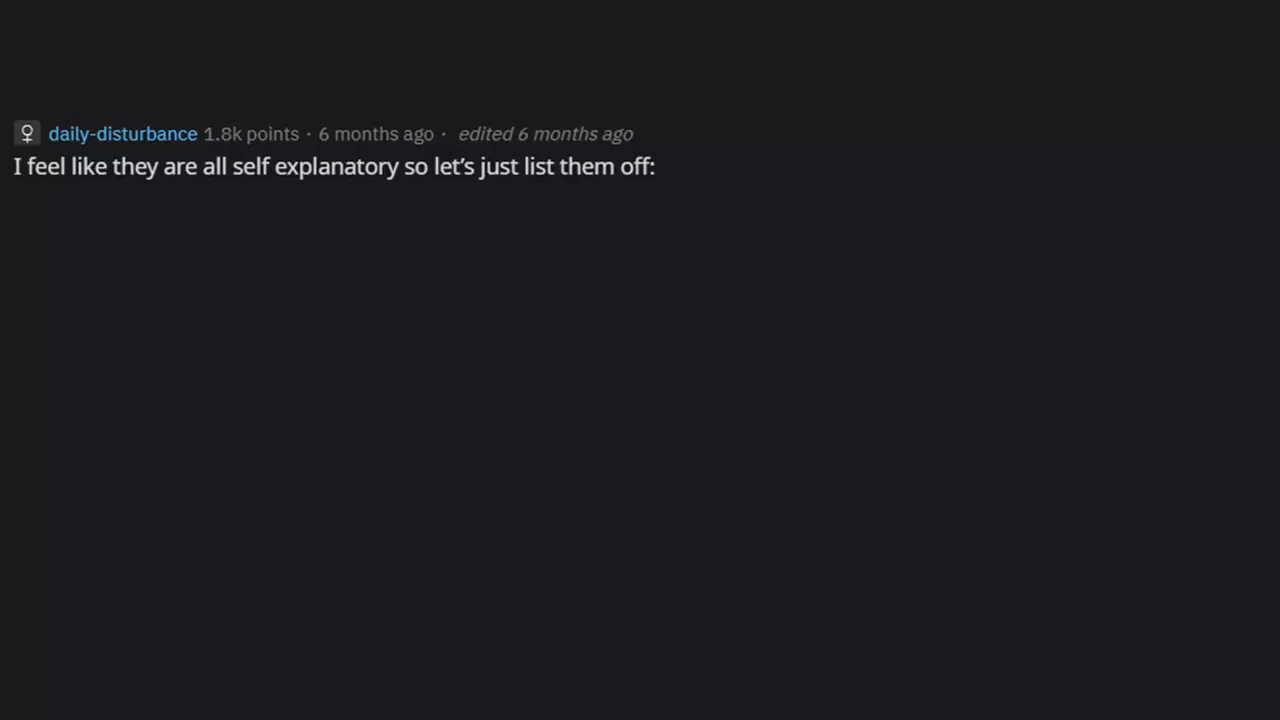 daily-disturbance 1.8k points · 6 months ago · edited 6 months ago
I feel like they are all self explanatory so let’s just list them off: